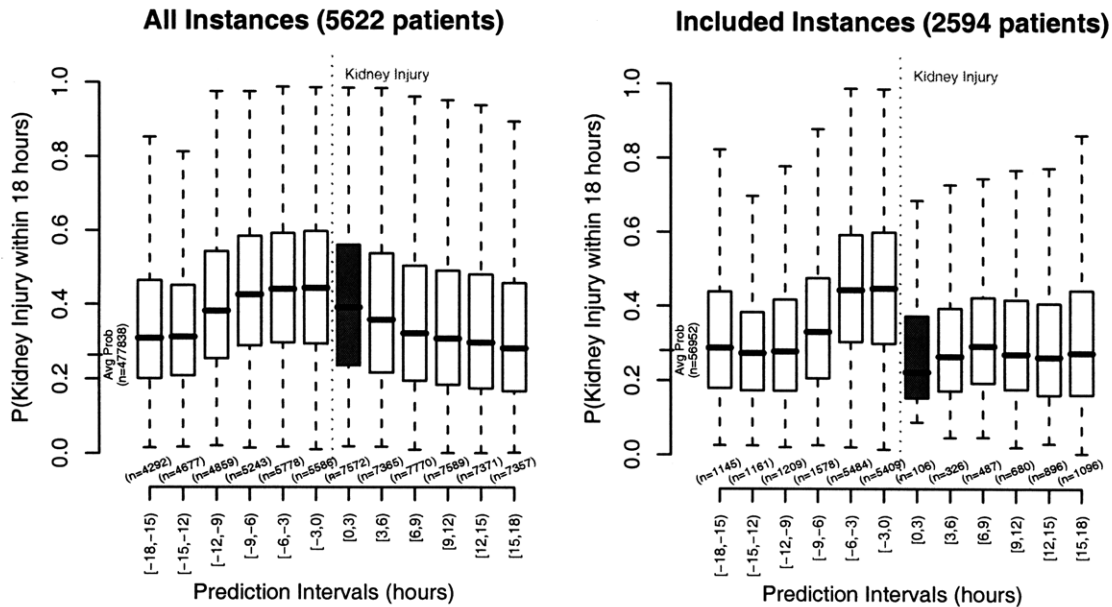 All Instances (5622 patients)
Kidney Injury
P(Kidney Injury within 18 hours)
1.0
0.8
0.6
0.4
0.2
0.0
Avg Prob
(n=477838)
(n=4292)
(n=4677)
(n=4859)
(n=5243)
(n=5778)
(n=5586)
(n=7572)
(n=7365)
(n=7770)
(n=7589)
(n=7371)
(n=7357)
[−18,−15)
[−15,−12)
[−12,−9)
[−9,−6)
[−6,−3)
[−3,0)
[0,3)
[3,6)
[6,9)
[9,12)
[12,15)
[15,18)
Prediction Intervals (hours)
Included Instances (2594 patients)
Kidney Injury
P(Kidney Injury within 18 hours)
1.0
0.8
0.6
0.4
0.2
0.0
Avg Prob
(n=56952)
(n=1145)
(n=1161)
(n=1209)
(n=1578)
(n=5484)
(n=5409)
(n=106)
(n=326)
(n=487)
(n=680)
(n=896)
(n=1096)
[−18,−15)
[−15,−12)
[−12,−9)
[−9,−6)
[−6,−3)
[−3,0)
[0,3)
[3,6)
[6,9)
[9,12)
[12,15)
[15,18)
Prediction Intervals (hours)